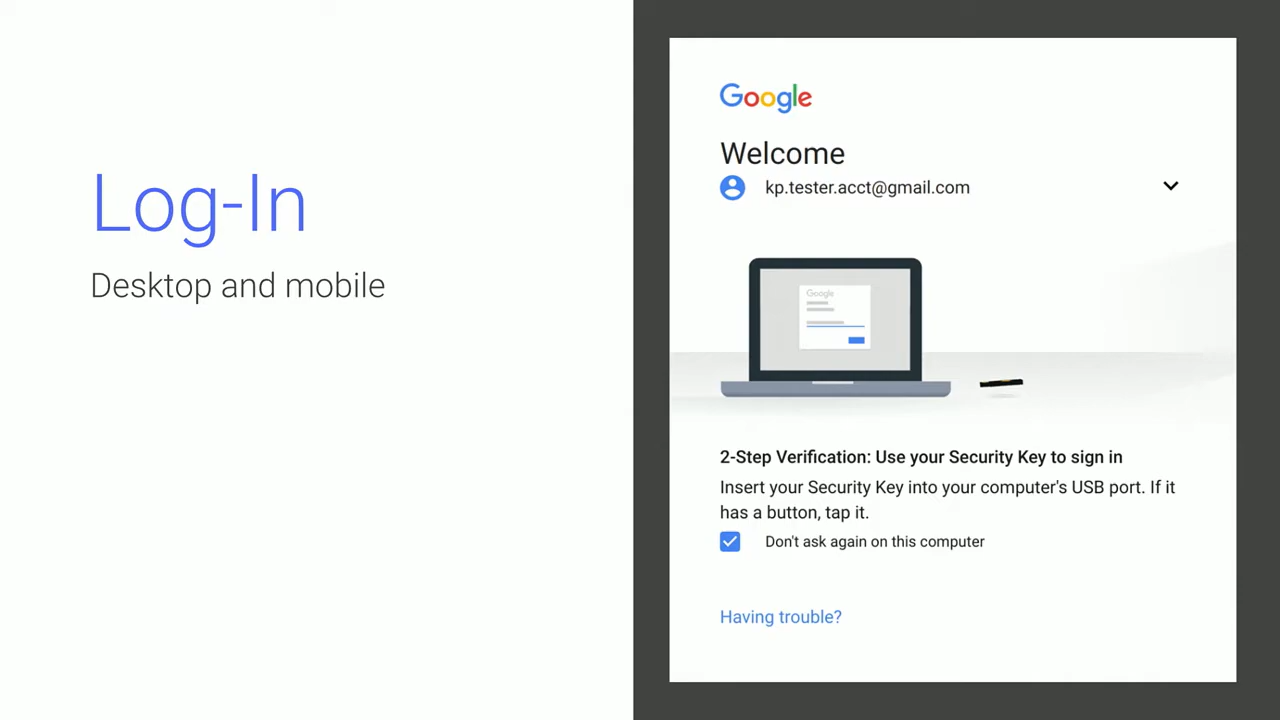 Log-In
Desktop and mobile
Google
Welcome
kp.tester.acct@gmail.com
Google
2-Step Verification: Use your Security Key to sign in
Insert your Security Key into your computer's USB port. If it
has a button, tap it.
Don't ask again on this computer
Having trouble?